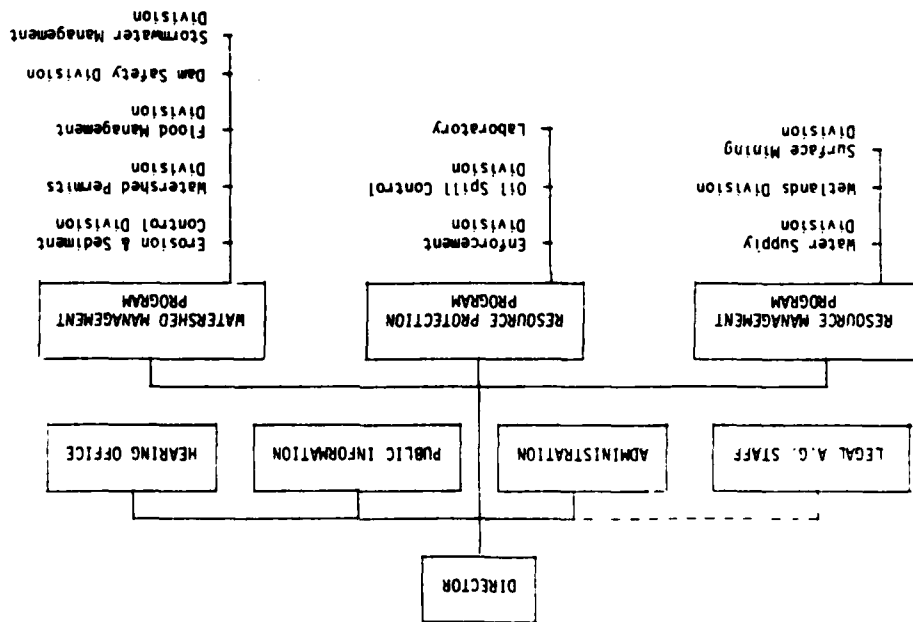 DIRECTOR
LEGAL A.G. STAFF
ADMINISTRATION
PUBLIC INFORMATION
HEARING OFFICE
RESOURCE MANAGEMENT
PROGRAM
Water Supply
Division
Wetlands Division
Surface Mining
Division
RESOURCE PROTECTION
PROGRAM
Enforcement
Division
Oil Spill Control
Division
Laboratory
WATERSHED MANAGEMENT
PROGRAM
Erosion & Sediment
Control Division
Watershed Permits
Division
Flood Management
Division
Dam Safety Division
Stormwater Management
Division